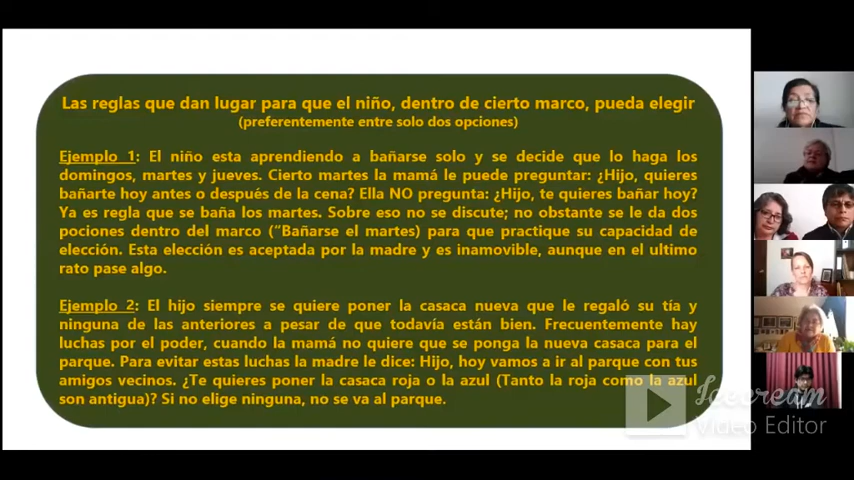 Las reglas que dan lugar para que el niño, dentro de cierto marco, pueda elegir
(preferentemente entre solo dos opciones)
Ejemplo 1: El niño esta aprendiendo a bañarse solo y se decide que lo haga los
domingos, martes y jueves. Cierto martes la mamá le puede preguntar: ¿Hijo, quieres
bañarte hoy antes o después de la cena? Ella NO pregunta: ¿Hijo, te quieres bañar hoy?
Ya es regla que se baña los martes. Sobre eso no se discute; no obstante se le da dos
pociones dentro del marco ("Bañarse el martes) para que practique su capacidad de
elección. Esta elección es aceptada por la madre y es inamovible, aunque en el ultimo
rato pase algo.
Ejemplo 2: El hijo siempre se quiere poner la casaca nueva que le regaló su tía y
ninguna de las anteriores a pesar de que todavía están bien. Frecuentemente hay
luchas por el poder, cuando la mamá no quiere que se ponga la nueva casaca para el
parque. Para evitar estas luchas la madre le dice: Hijo, hoy vamos a ir al parque con tus
amigos vecinos. ¿Te quieres poner la casaca roja o la azul (Tanto la roja como la azul
son antigua)? Si no elige ninguna, no se va al parque.
Icecream
Video Editor